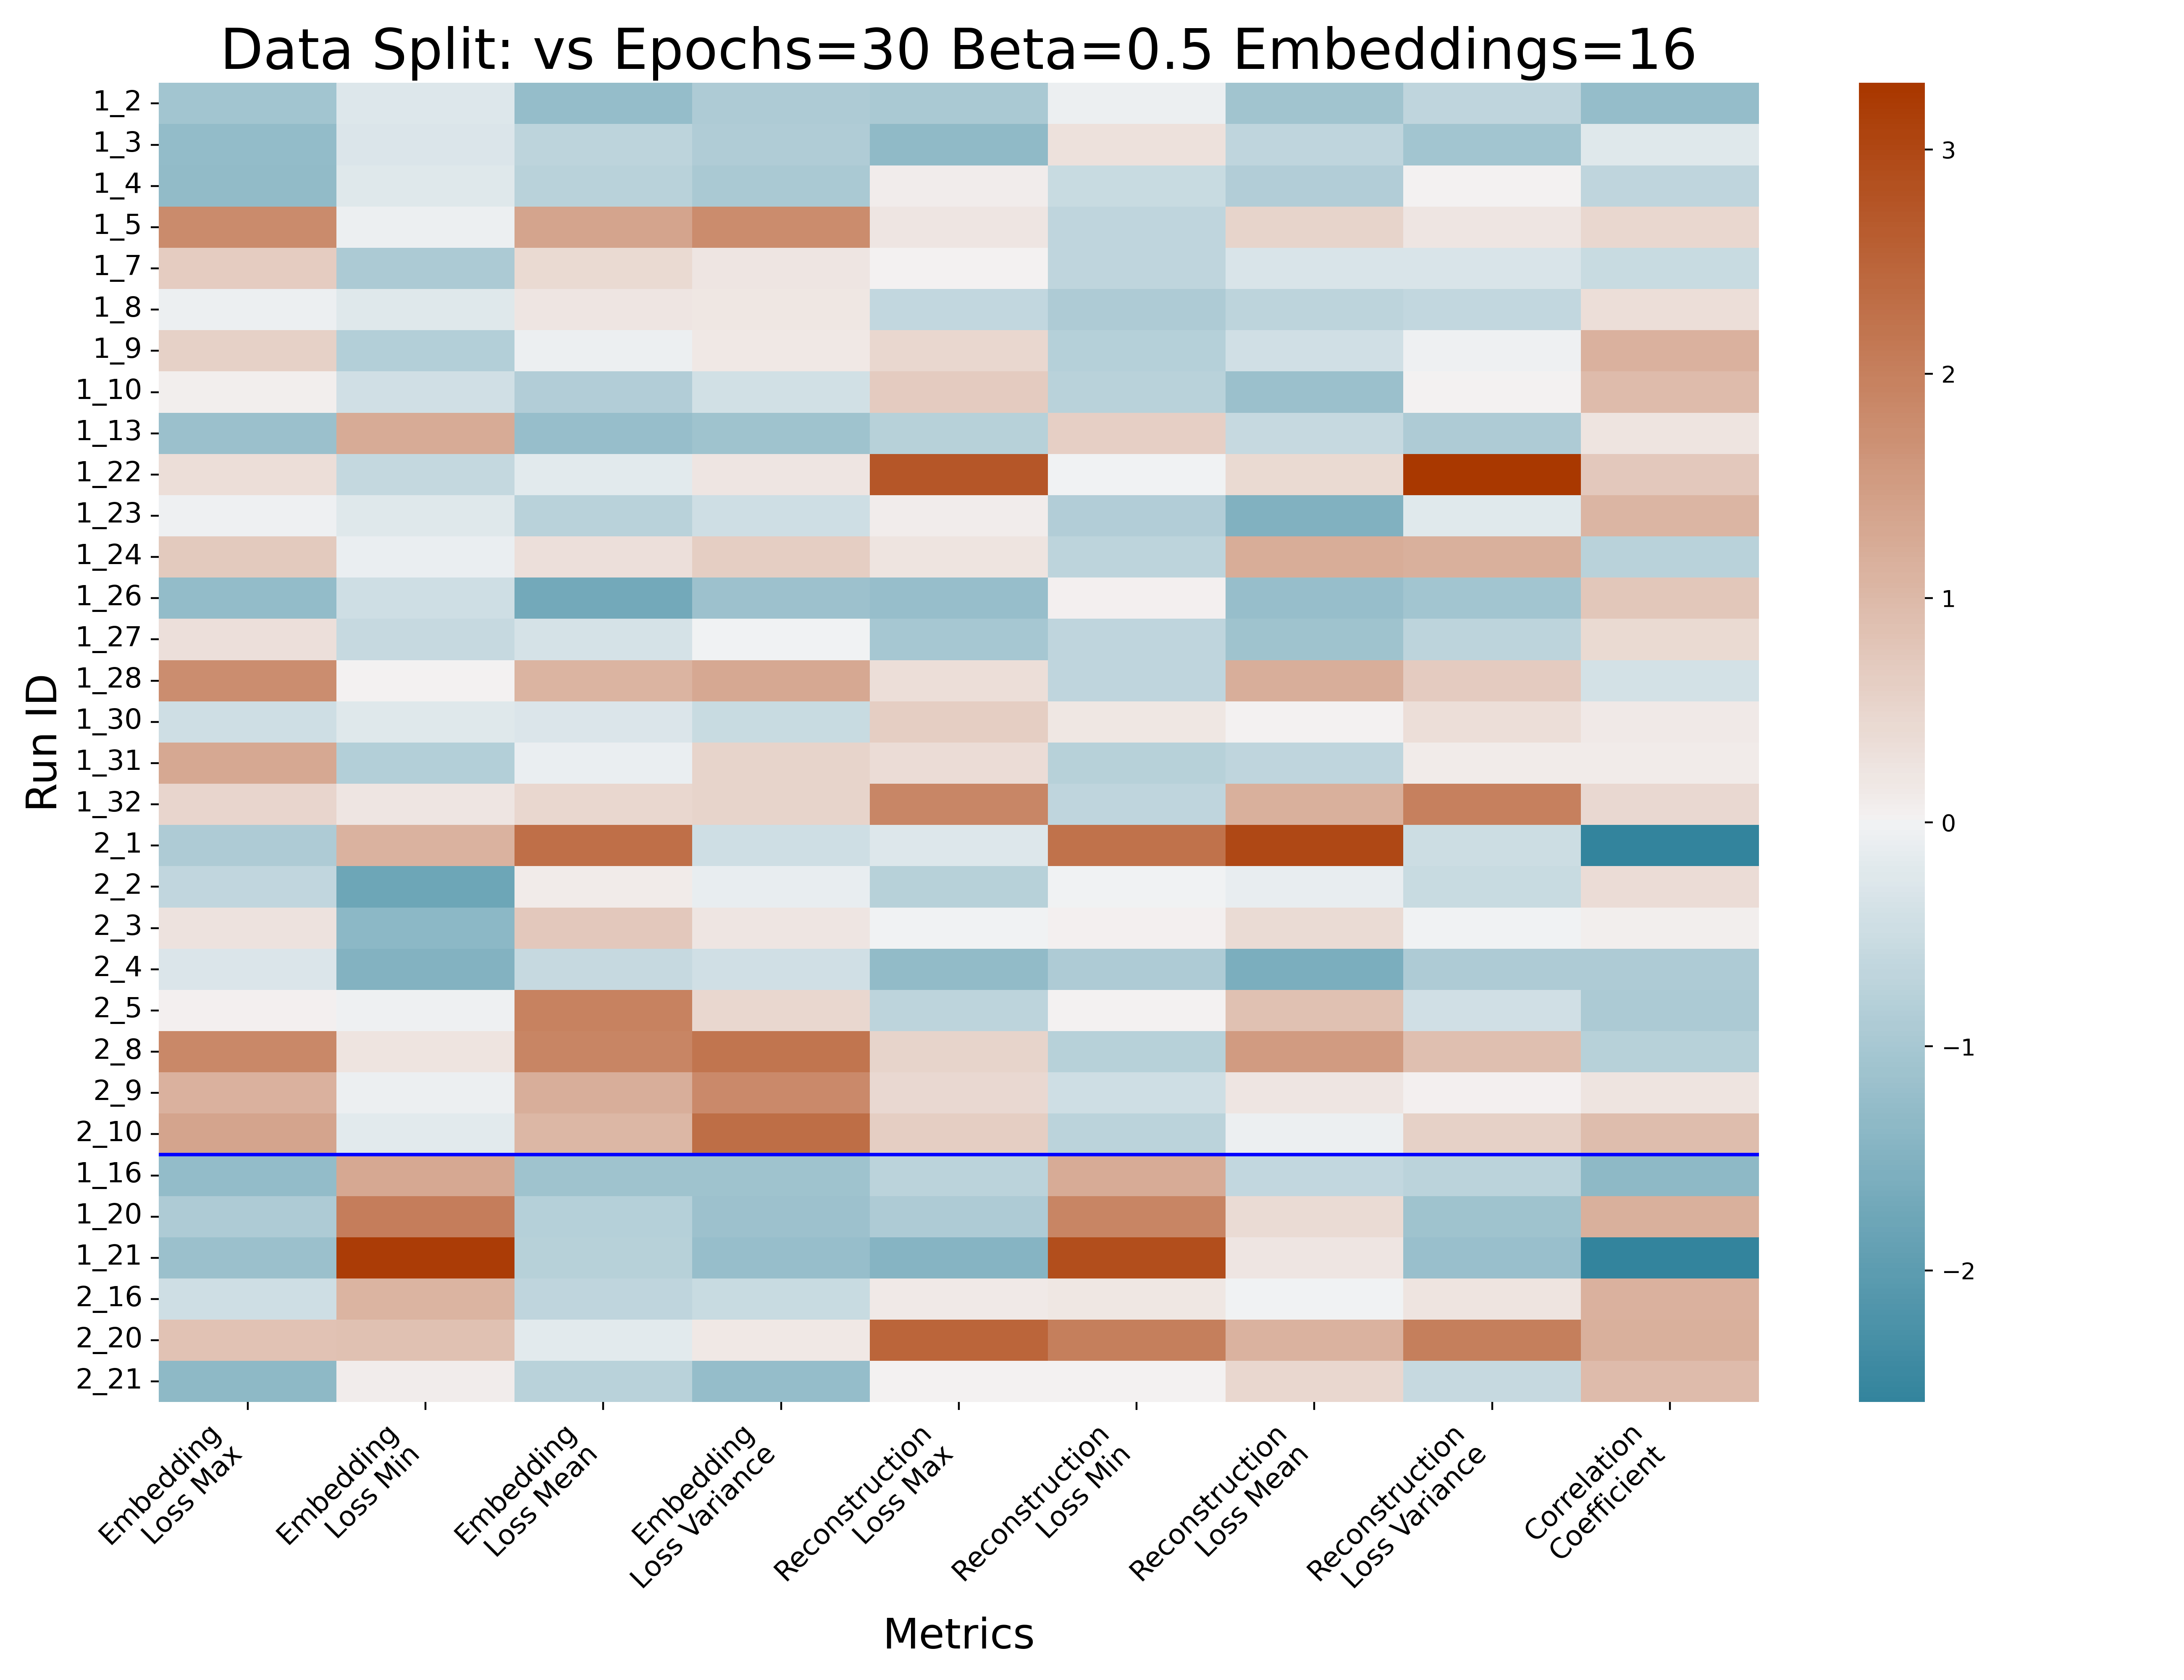 Data Split: vs Epochs=30 Beta=0.5 Embeddings=16
Run ID
1_2
1_3
1_4
1_5
1_7
1_8
1_9
1_10
1_13
1_22
1_23
1_24
1_26
1_27
1_28
1_30
1_31
1_32
2_1
2_2
2_3
2_4
2_5
2_8
2_9
2_10
1_16
1_20
1_21
2_16
2_20
2_21
Embedding
Loss Max
Embedding
Loss Min
Embedding
Loss Mean
Embedding
Loss Variance
Reconstruction
Loss Max
Reconstruction
Loss Min
Reconstruction
Loss Mean
Reconstruction
Loss Variance
Correlation
Coefficient
Metrics
3
2
1
0
−1
−2